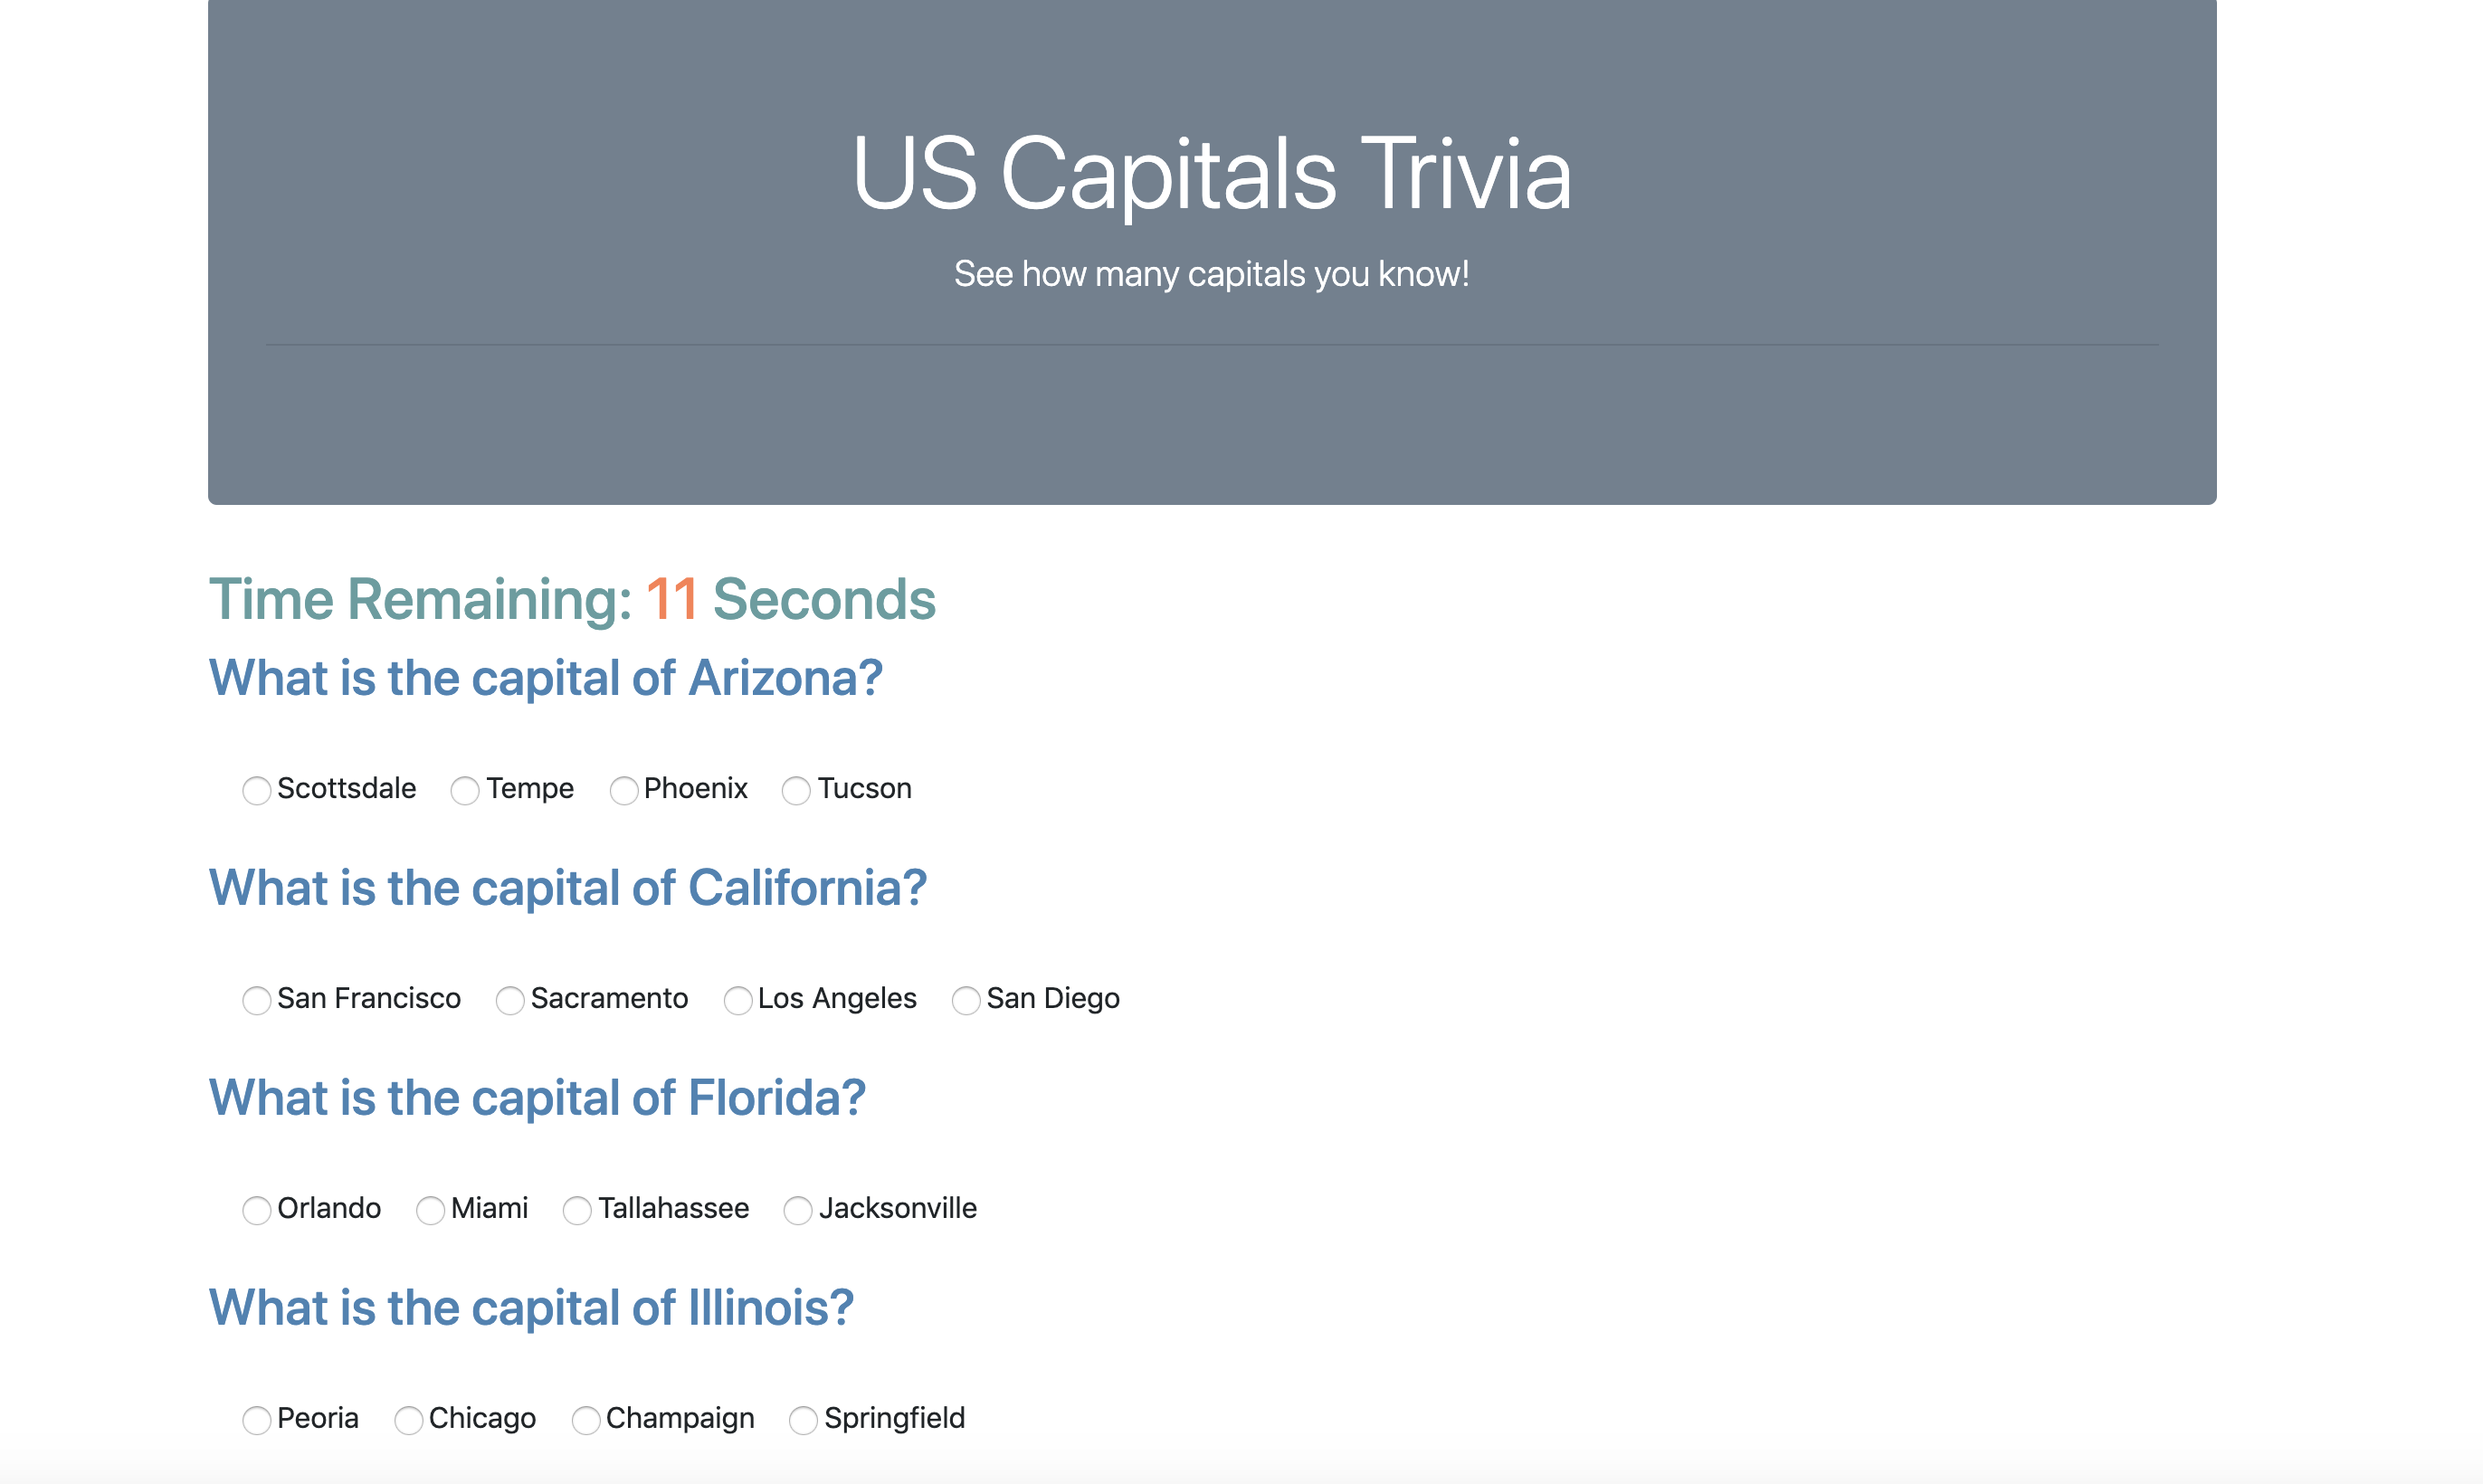 US Capitals Trivia
See how many capitals you know!
Time Remaining: 11 Seconds
What is the capital of Arizona?
Scottsdale Tempe Phoenix Tucson
What is the capital of California?
San Francisco Sacramento Los Angeles San Diego
What is the capital of Florida?
Orlando Miami Tallahassee Jacksonville
What is the capital of Illinois?
Peoria Chicago Champaign Springfield